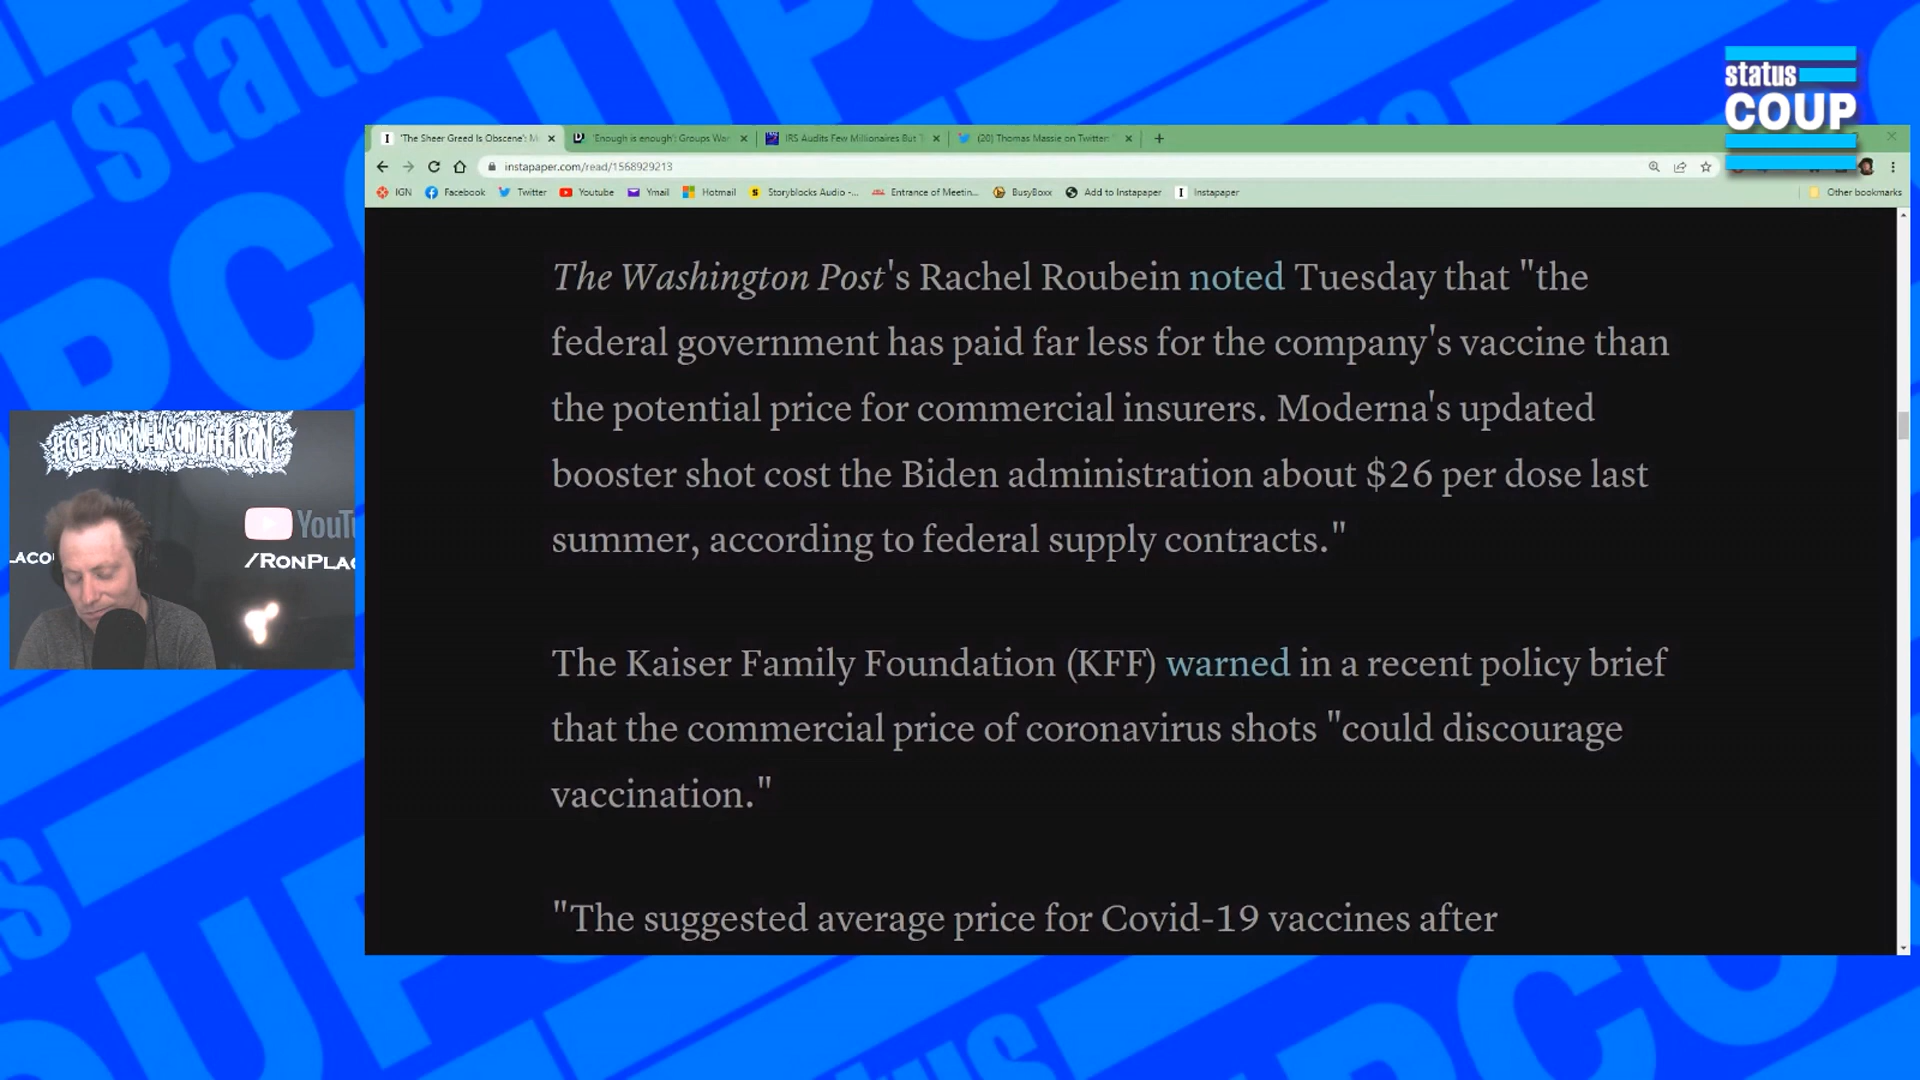 status
COUP
'The Sheer Greed Is Obscene': M
'Enough is enough': Groups War
IRS Audits Few Millionaires But
(20) Thomas Massie on Twitter: "
instapaper.com/read/1568929213
IGN
Facebook
Twitter
Youtube
Ymail
Hotmail
Storyblocks Audio -...
Entrance of Meetin...
BusyBoxx
Add to Instapaper
Instapaper
Other bookmarks
The Washington Post's Rachel Roubein noted Tuesday that "the
federal government has paid far less for the company's vaccine than
the potential price for commercial insurers. Moderna's updated
booster shot cost the Biden administration about $26 per dose last
summer, according to federal supply contracts."
The Kaiser Family Foundation (KFF) warned in a recent policy brief
that the commercial price of coronavirus shots "could discourage
vaccination."
"The suggested average price for Covid-19 vaccines after
#GETYOURNEWSONWITHRON
YouTu
LACO
/RONPLAC